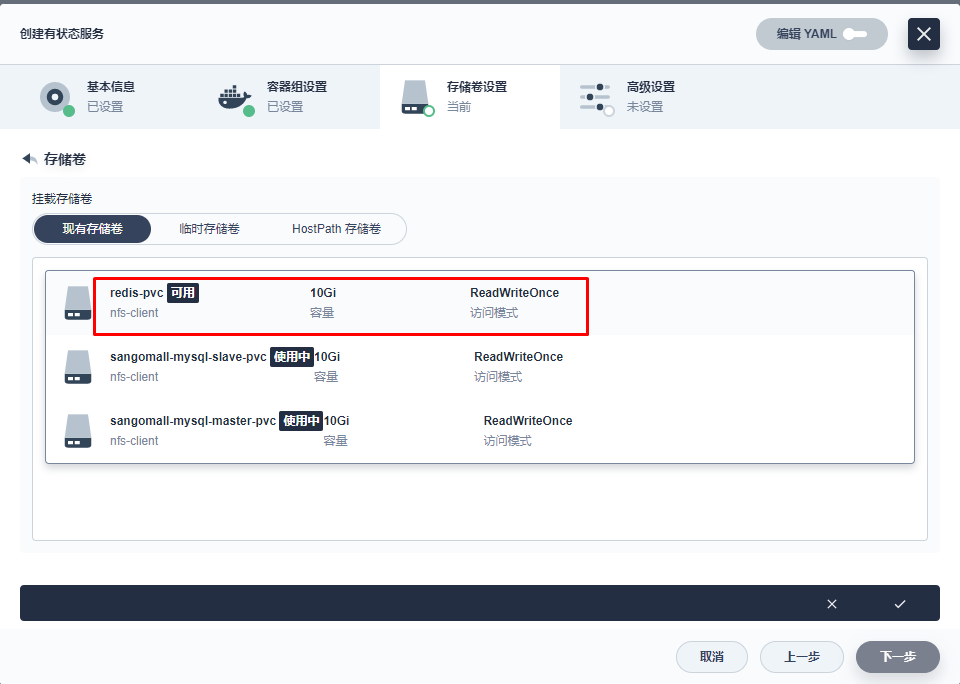 创建有状态服务
编辑 YAML
基本信息
已设置
容器组设置
已设置
存储卷设置
当前
高级设置
未设置
存储卷
挂载存储卷
现有存储卷 临时存储卷 HostPath 存储卷
redis-pvc 可用 10Gi ReadWriteOnce
nfs-client 容量 访问模式
sangomall-mysql-slave-pvc 使用中 10Gi ReadWriteOnce
nfs-client 容量 访问模式
sangomall-mysql-master-pvc 使用中 10Gi ReadWriteOnce
nfs-client 容量 访问模式
取消 上一步 下一步